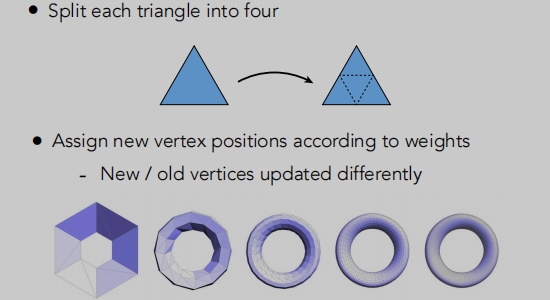 • Split each triangle into four
• Assign new vertex positions according to weights
- New / old vertices updated differently